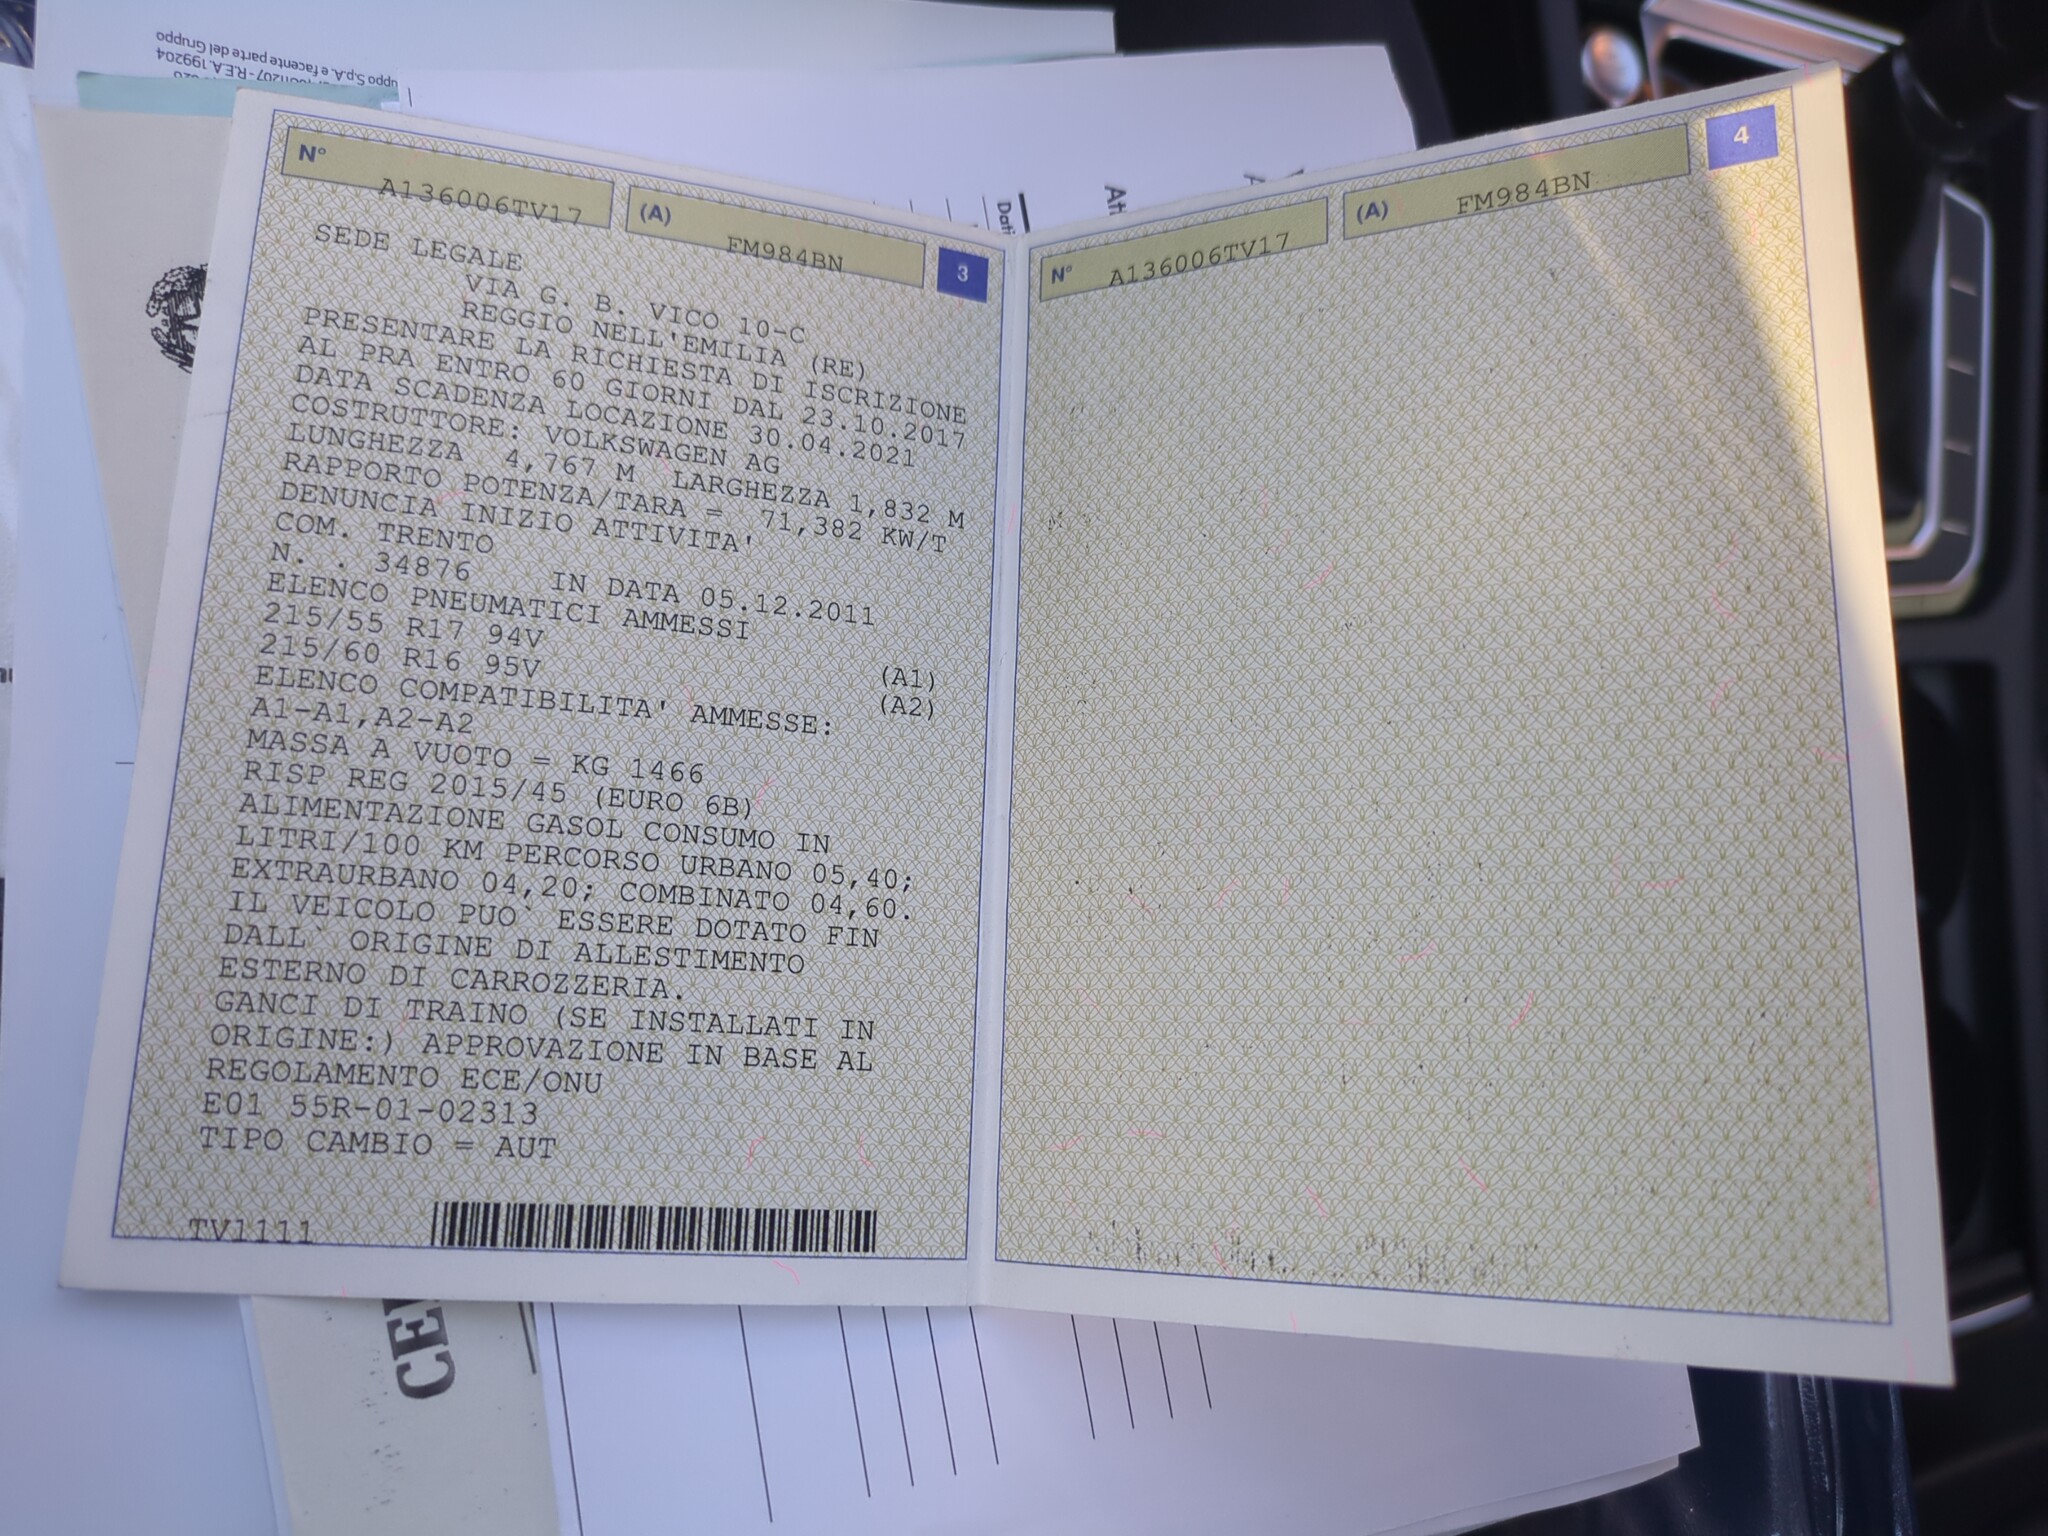 uppo S.p.A. e facente parte del Gruppo
R.E.A. 199204
Dati
N° A136006TV17 (A) FM984BN 3
SEDE LEGALE
VIA G. B. VICO 10-C
REGGIO NELL'EMILIA (RE)
PRESENTARE LA RICHIESTA DI ISCRIZIONE
AL PRA ENTRO 60 GIORNI DAL 23.10.2017
DATA SCADENZA LOCAZIONE 30.04.2021
COSTRUTTORE: VOLKSWAGEN AG
LUNGHEZZA 4,767 M LARGHEZZA 1,832 M
RAPPORTO POTENZA/TARA = 71,382 KW/T
DENUNCIA INIZIO ATTIVITA'
COM. TRENTO
N. . 34876 IN DATA 05.12.2011
ELENCO PNEUMATICI AMMESSI
215/55 R17 94V (A1)
215/60 R16 95V (A2)
ELENCO COMPATIBILITA' AMMESSE:
A1-A1,A2-A2
MASSA A VUOTO = KG 1466
RISP REG 2015/45 (EURO 6B)
ALIMENTAZIONE GASOL CONSUMO IN
LITRI/100 KM PERCORSO URBANO 05,40;
EXTRAURBANO 04,20; COMBINATO 04,60.
IL VEICOLO PUO` ESSERE DOTATO FIN
DALL` ORIGINE DI ALLESTIMENTO
ESTERNO DI CARROZZERIA.
GANCI DI TRAINO (SE INSTALLATI IN
ORIGINE:) APPROVAZIONE IN BASE AL
REGOLAMENTO ECE/ONU
E01 55R-01-02313
TIPO CAMBIO = AUT
TV1111
N° A136006TV17 (A) FM984BN 4